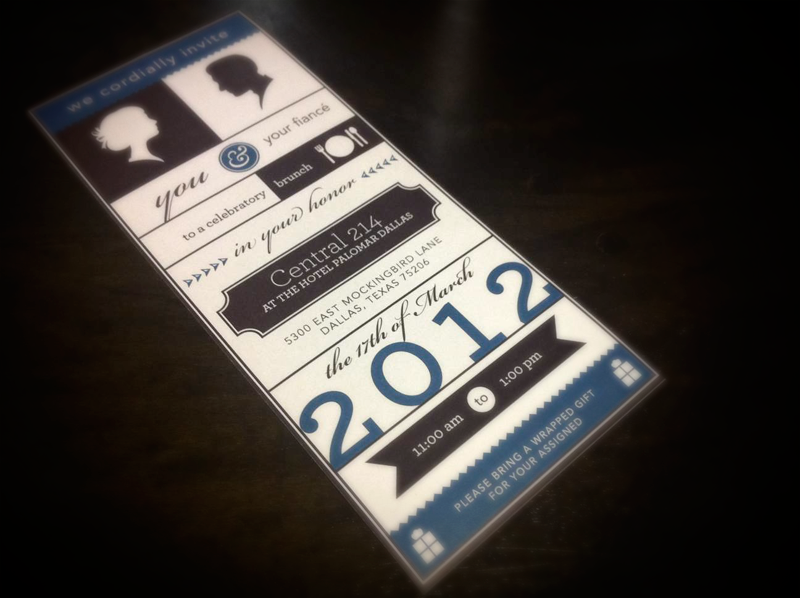 we cordially invite
you & your fiancé
to a celebratory brunch
in your honor
Central 214
AT THE HOTEL PALOMAR DALLAS
5300 EAST MOCKINGBIRD LANE
DALLAS, TEXAS 75206
the 17th of March
2012
11:00 am to 1:00 pm
PLEASE BRING A WRAPPED GIFT
FOR YOUR ASSIGNED